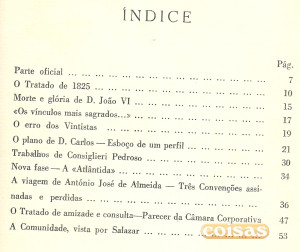 ÍNDICE
Pág.
Parte oficial ... ... ... ... ... ... ... ... ... ... ... 7
O Tratado de 1825 ... ... ... ... ... ... ... ... ... 10
Morte e glória de D. João VI ... ... ... ... ... ... ... 15
«Os vínculos mais sagrados...» ... ... ... ... ... ... 17
O erro dos Vintistas ... ... ... ... ... ... ... ... ... 19
O plano de D. Carlos — Esboço de um perfil ... ... ... 21
Trabalhos de Consiglieri Pedroso ... ... ... ... ... ... 30
Nova fase — A «Atlântida» ... ... ... ... ... ... ... 34
A viagem de António José de Almeida — Três Convenções assi-
nadas e perdidas ... ... ... ... ... ... ... ... ... 36
O Tratado de amizade e consulta — Parecer da Câmara Corporativa 47
A Comunidade, vista por Salazar ... ... ... ... ... ... 53
coisas